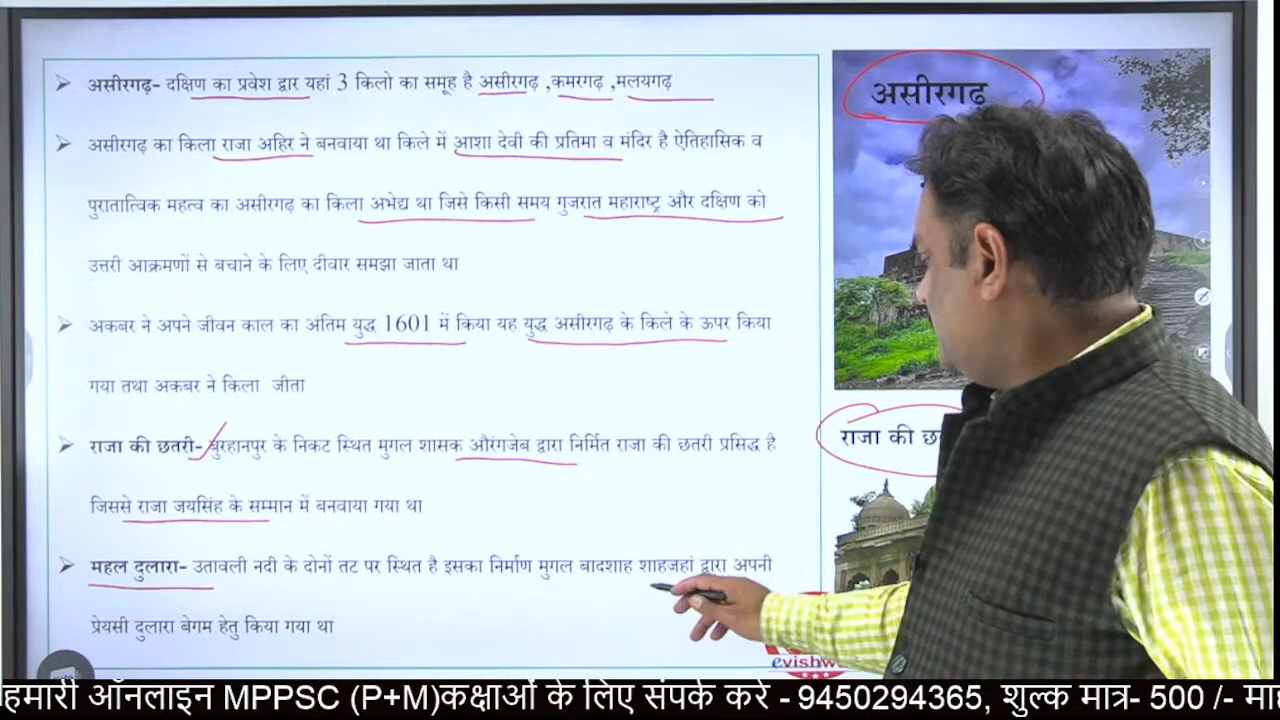 असीरगढ़- दक्षिण का प्रवेश द्वार यहां 3 किलो का समूह है असीरगढ़ ,कमरगढ़ ,मलयगढ़
असीरगढ़ का किला राजा अहिर ने बनवाया था किले में आशा देवी की प्रतिमा व मंदिर है ऐतिहासिक व
पुरातात्विक महत्व का असीरगढ़ का किला अभेद्य था जिसे किसी समय गुजरात महाराष्ट्र और दक्षिण को
उत्तरी आक्रमणों से बचाने के लिए दीवार समझा जाता था
अकबर ने अपने जीवन काल का अंतिम युद्ध 1601 में किया यह युद्ध असीरगढ़ के किले के ऊपर किया
गया तथा अकबर ने किला जीता
राजा की छतरी- बुरहानपुर के निकट स्थित मुगल शासक औरंगजेब द्वारा निर्मित राजा की छतरी प्रसिद्ध है
जिससे राजा जयसिंह के सम्मान में बनवाया गया था
महल दुलारा- उतावली नदी के दोनों तट पर स्थित है इसका निर्माण मुगल बादशाह शाहजहां द्वारा अपनी
प्रेयसी दुलारा बेगम हेतु किया गया था
असीरगढ़
राजा की
हमारी ऑनलाइन MPPSC (P+M)कक्षाओं के लिए संपर्क करे - 9450294365, शुल्क मात्र- 500 /-